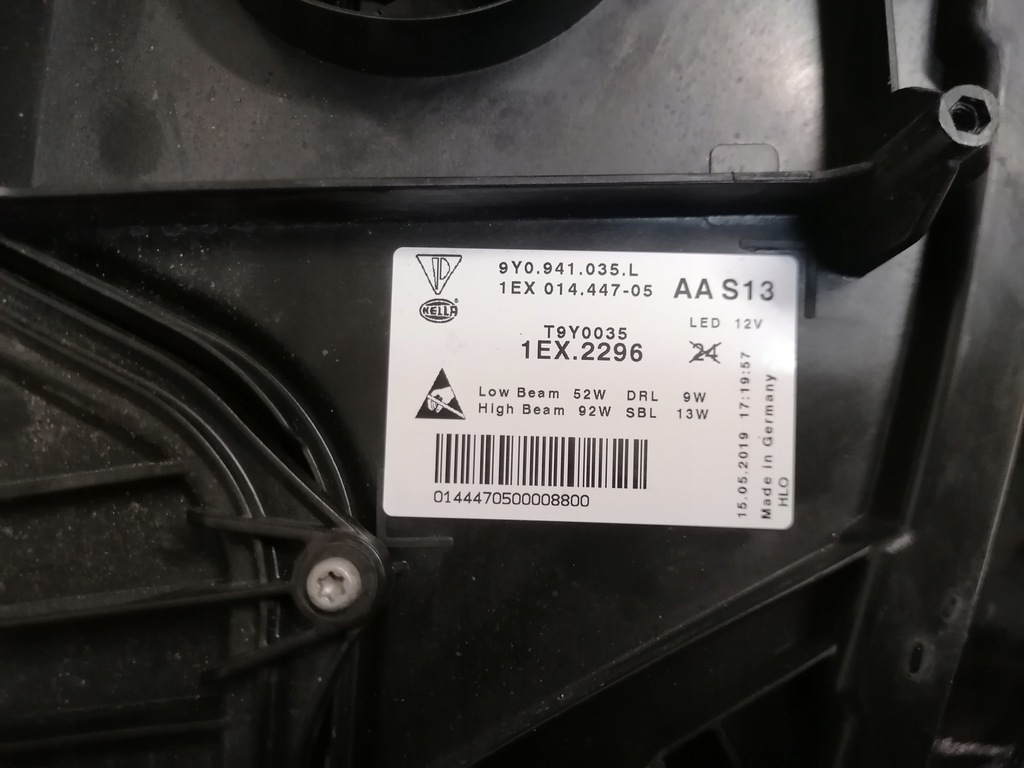 9Y0.941.035.L
1EX 014.447-05
AA S13
HELLA
LED 12V
T9Y0035
1EX.2296
24
Low Beam 52W DRL 9W
High Beam 92W SBL 13W
0144470500008800
15.05.2019 17:19:57
Made in Germany
HLO